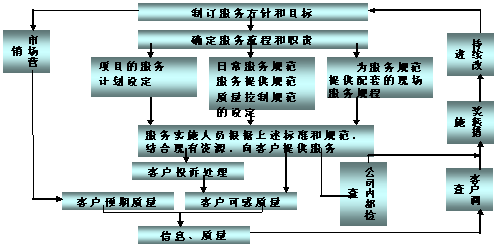 制订服务方针和目标
确定服务流程和职责
市场营
销
项目的服务
计划设定
日常服务规范
服务提供规范
质量控制规范
的设定
为服务规范
提供配套的现场
服务规程
持续改
进
奖惩措
施
服务实施人员根据上述标准和规范，
结合现有资源，向客户提供服务
客户投诉处理
公司内部检
查
客户调
查
客户预期质量
客户可感质量
信息、质量